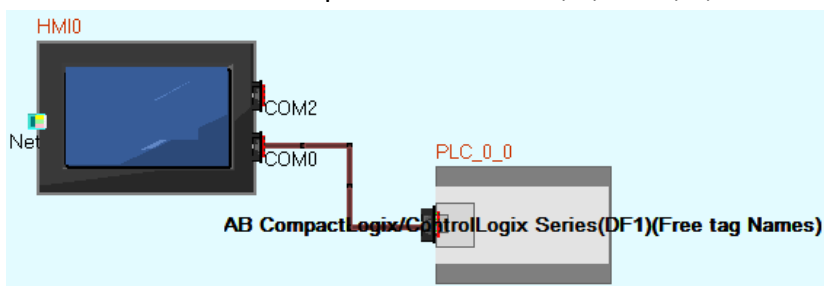 HMI0
COM2
Net
COM0
PLC_0_0
AB CompactLogix/ControlLogix Series(DF1)(Free tag Names)